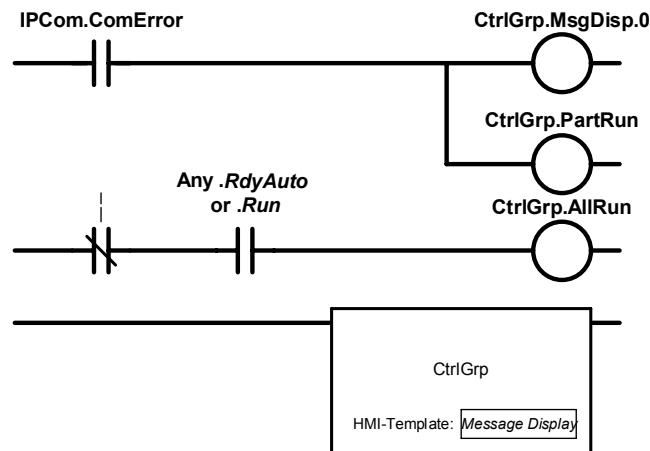 IPCom.ComError
CtrlGrp.MsgDisp.0
CtrlGrp.PartRun
Any .RdyAuto
or .Run
CtrlGrp.AllRun
CtrlGrp
HMI-Template: Message Display